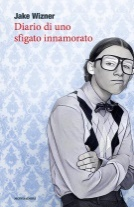 Jake Wizner
Diario di uno
sfigato innamorato